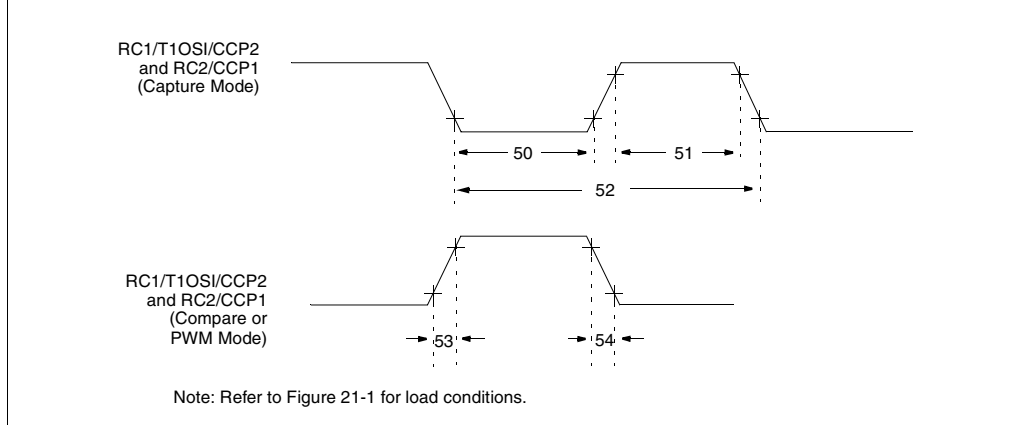 RC1/T1OSI/CCP2
and RC2/CCP1
(Capture Mode)
50
51
52
RC1/T1OSI/CCP2
and RC2/CCP1
(Compare or
PWM Mode)
53
54
Note: Refer to Figure 21-1 for load conditions.